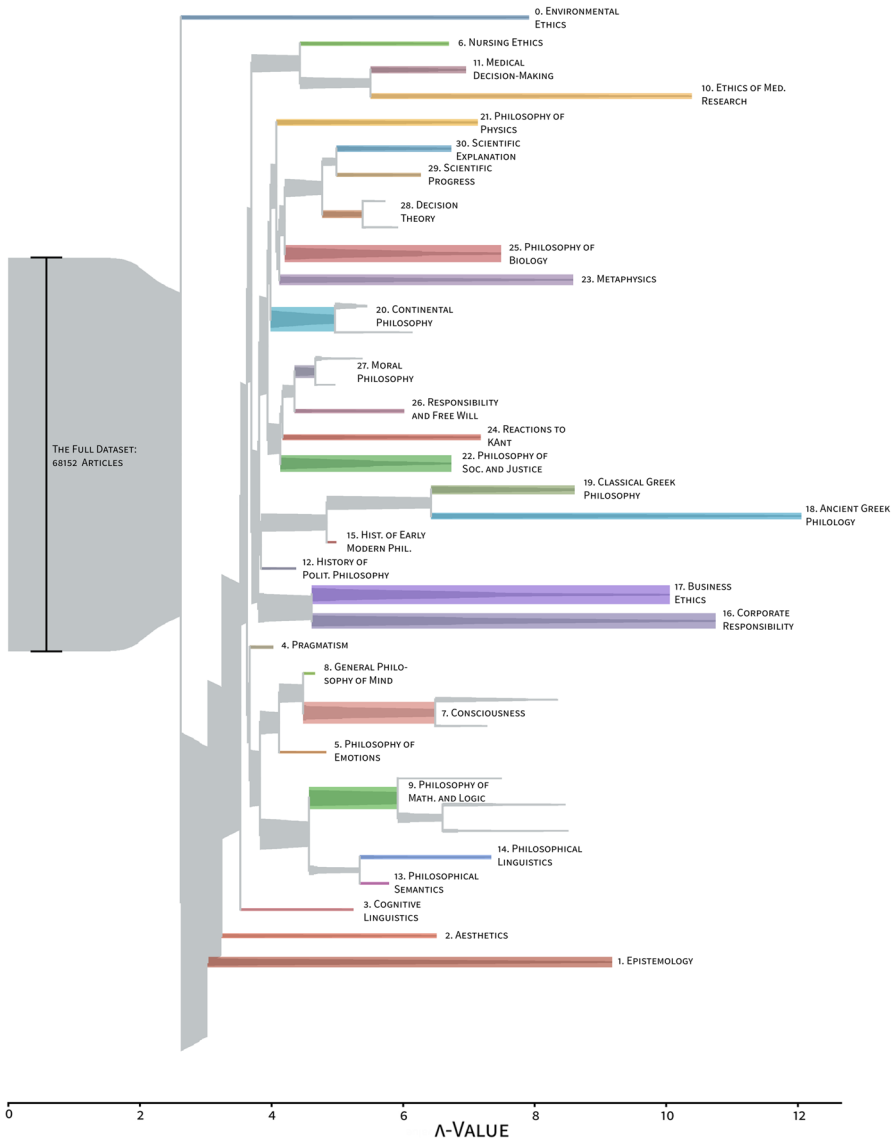 0. Environmental
Ethics
6. Nursing Ethics
11. Medical
Decision-Making
10. Ethics of Med.
Research
21. Philosophy of
Physics
30. Scientific
Explanation
29. Scientific
Progress
28. Decision
Theory
25. Philosophy of
Biology
23. Metaphysics
20. Continental
Philosophy
27. Moral
Philosophy
26. Responsibility
and Free Will
24. Reactions to
KAnt
22. Philosophy of
Soc. and Justice
The Full Dataset:
68152 Articles
19. Classical Greek
Philosophy
18. Ancient Greek
Philology
15. Hist. of Early
Modern Phil.
12. History of
Polit. Philosophy
17. Business
Ethics
16. Corporate
Responsibility
4. Pragmatism
8. General Philo-
sophy of Mind
7. Consciousness
5. Philosophy of
Emotions
9. Philosophy of
Math. and Logic
14. Philosophical
Linguistics
13. Philosophical
Semantics
3. Cognitive
Linguistics
2. Aesthetics
1. Epistemology
0 2 4 6 8 10 12
Λ-Value